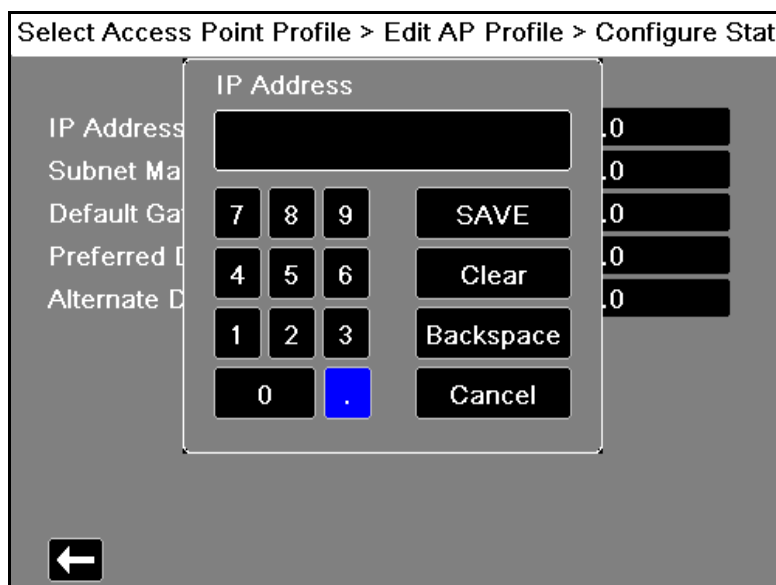 Select Access Point Profile > Edit AP Profile > Configure Stat
IP Address
IP Address .0
Subnet Ma .0
Default Ga .0
Preferred .0
Alternate D .0
7 8 9 SAVE
4 5 6 Clear
1 2 3 Backspace
0 . Cancel